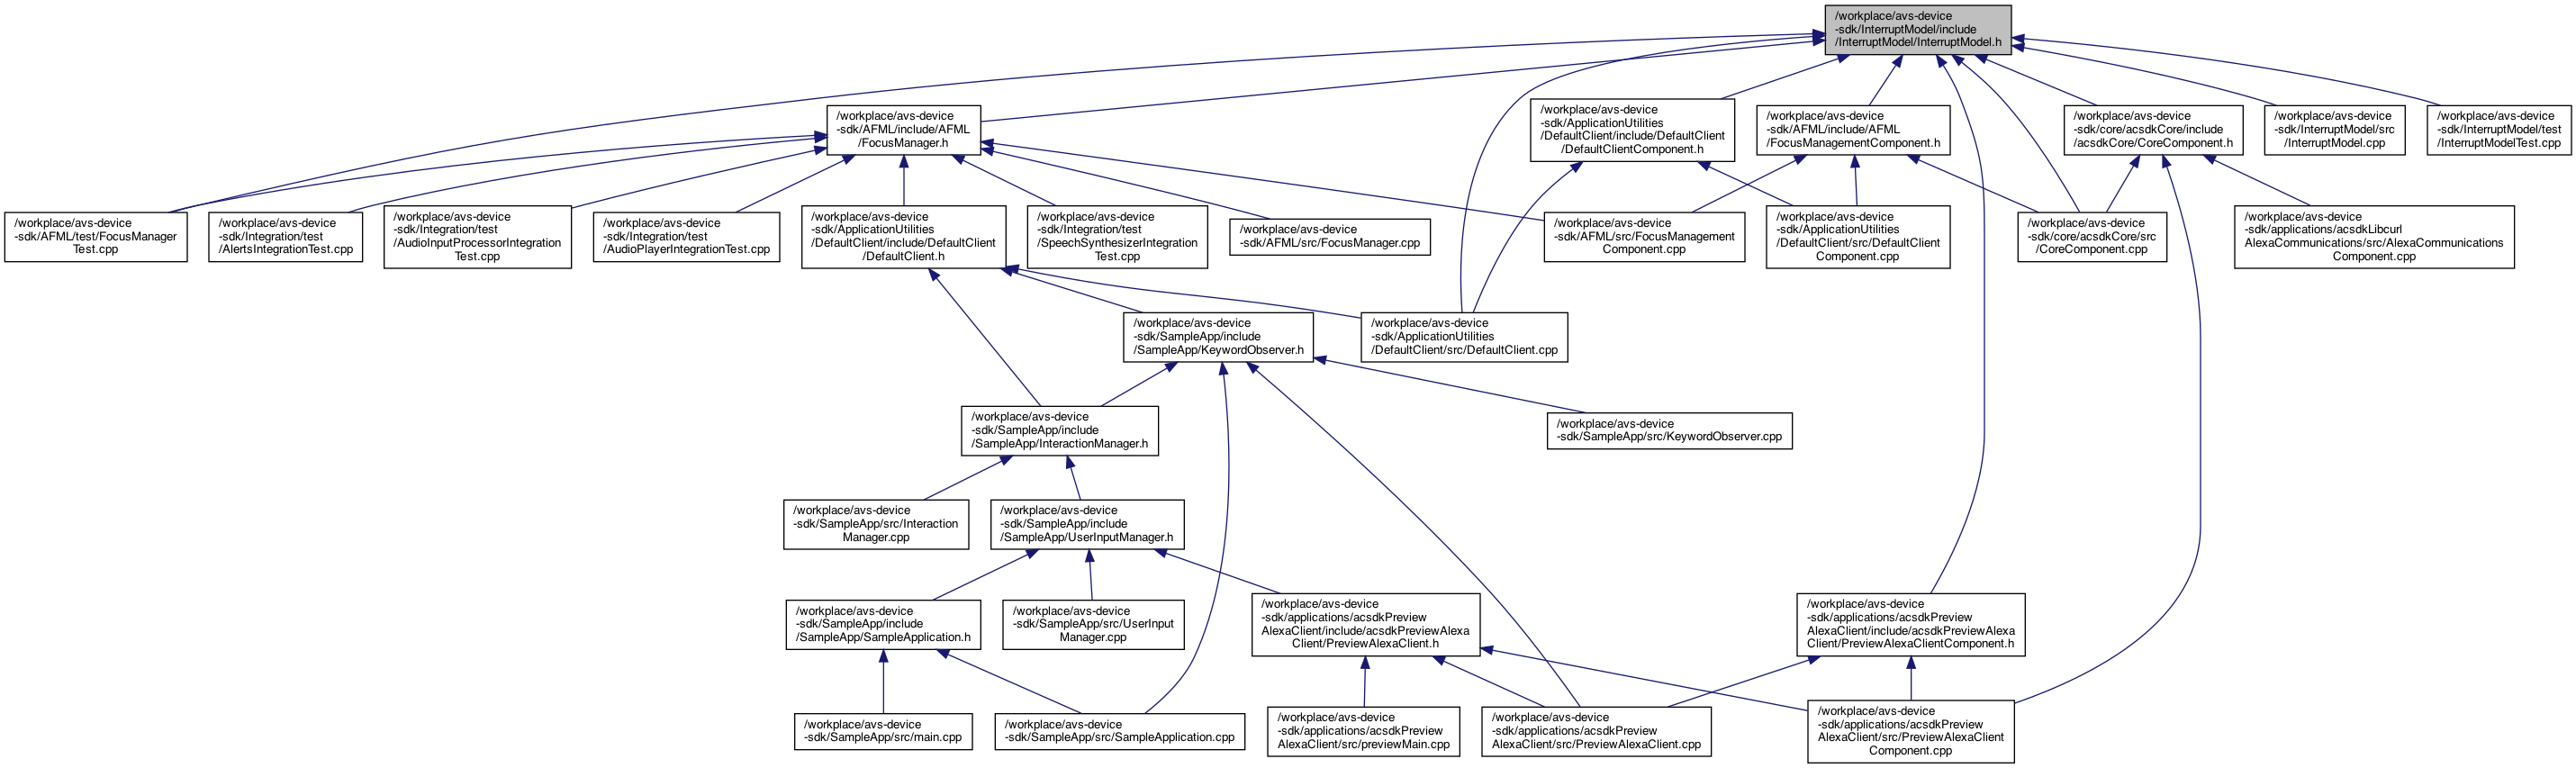 /workplace/avs-device
-sdk/InterruptModel/include
/InterruptModel/InterruptModel.h
/workplace/avs-device
-sdk/AFML/include/AFML
/FocusManager.h
/workplace/avs-device
-sdk/ApplicationUtilities
/DefaultClient/include/DefaultClient
/DefaultClientComponent.h
/workplace/avs-device
-sdk/AFML/include/AFML
/FocusManagementComponent.h
/workplace/avs-device
-sdk/core/acsdkCore/include
/acsdkCore/CoreComponent.h
/workplace/avs-device
-sdk/InterruptModel/src
/InterruptModel.cpp
/workplace/avs-device
-sdk/InterruptModel/test
/InterruptModelTest.cpp
/workplace/avs-device
-sdk/AFML/test/FocusManager
Test.cpp
/workplace/avs-device
-sdk/Integration/test
/AlertsIntegrationTest.cpp
/workplace/avs-device
-sdk/Integration/test
/AudioInputProcessorIntegration
Test.cpp
/workplace/avs-device
-sdk/Integration/test
/AudioPlayerIntegrationTest.cpp
/workplace/avs-device
-sdk/ApplicationUtilities
/DefaultClient/include/DefaultClient
/DefaultClient.h
/workplace/avs-device
-sdk/Integration/test
/SpeechSynthesizerIntegration
Test.cpp
/workplace/avs-device
-sdk/AFML/src/FocusManager.cpp
/workplace/avs-device
-sdk/AFML/src/FocusManagement
Component.cpp
/workplace/avs-device
-sdk/ApplicationUtilities
/DefaultClient/src/DefaultClient
Component.cpp
/workplace/avs-device
-sdk/core/acsdkCore/src
/CoreComponent.cpp
/workplace/avs-device
-sdk/applications/acsdkLibcurl
AlexaCommunications/src/AlexaCommunications
Component.cpp
/workplace/avs-device
-sdk/SampleApp/include
/SampleApp/KeywordObserver.h
/workplace/avs-device
-sdk/ApplicationUtilities
/DefaultClient/src/DefaultClient.cpp
/workplace/avs-device
-sdk/SampleApp/include
/SampleApp/InteractionManager.h
/workplace/avs-device
-sdk/SampleApp/src/KeywordObserver.cpp
/workplace/avs-device
-sdk/SampleApp/src/Interaction
Manager.cpp
/workplace/avs-device
-sdk/SampleApp/include
/SampleApp/UserInputManager.h
/workplace/avs-device
-sdk/SampleApp/include
/SampleApp/SampleApplication.h
/workplace/avs-device
-sdk/SampleApp/src/UserInput
Manager.cpp
/workplace/avs-device
-sdk/applications/acsdkPreview
AlexaClient/include/acsdkPreviewAlexa
Client/PreviewAlexaClient.h
/workplace/avs-device
-sdk/applications/acsdkPreview
AlexaClient/include/acsdkPreviewAlexa
Client/PreviewAlexaClientComponent.h
/workplace/avs-device
-sdk/SampleApp/src/main.cpp
/workplace/avs-device
-sdk/SampleApp/src/SampleApplication.cpp
/workplace/avs-device
-sdk/applications/acsdkPreview
AlexaClient/src/previewMain.cpp
/workplace/avs-device
-sdk/applications/acsdkPreview
AlexaClient/src/PreviewAlexaClient.cpp
/workplace/avs-device
-sdk/applications/acsdkPreview
AlexaClient/src/PreviewAlexaClient
Component.cpp